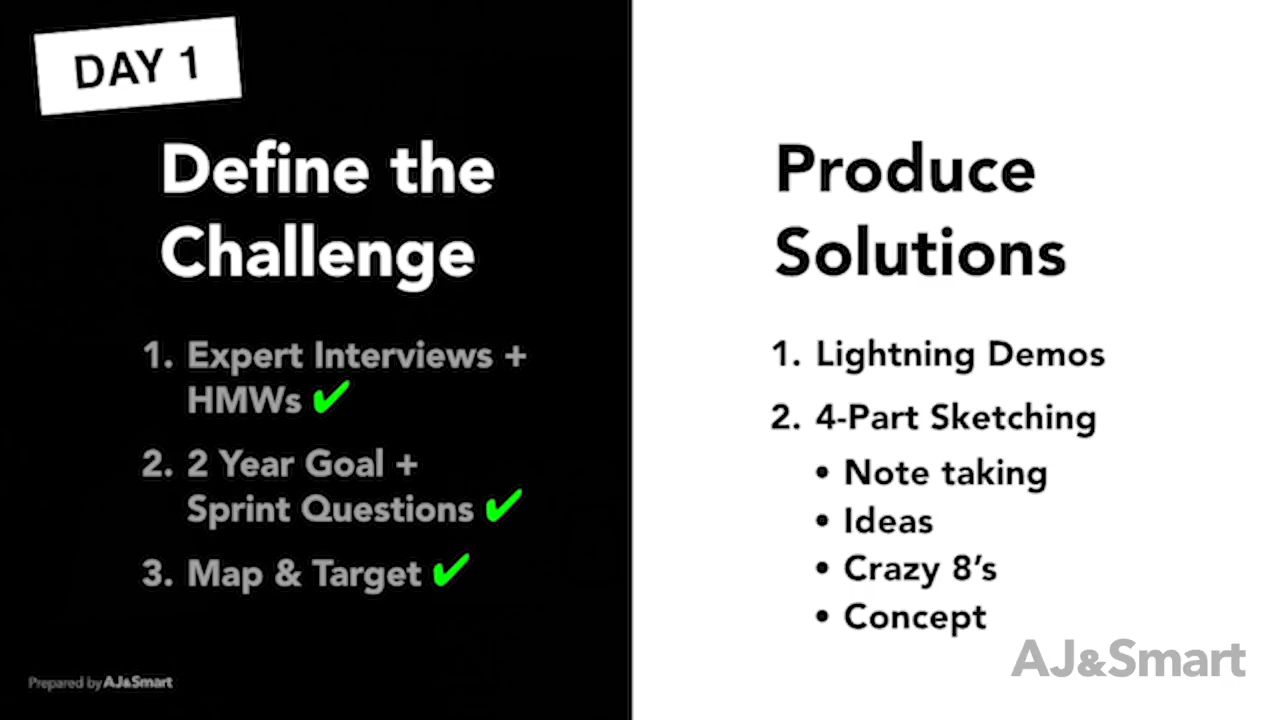 DAY 1
Define the
Challenge
1. Expert Interviews +
HMWs ✔
2. 2 Year Goal +
Sprint Questions ✔
3. Map & Target ✔
Prepared by AJ&Smart
Produce
Solutions
1. Lightning Demos
2. 4-Part Sketching
• Note taking
• Ideas
• Crazy 8’s
• Concept
AJ&Smart